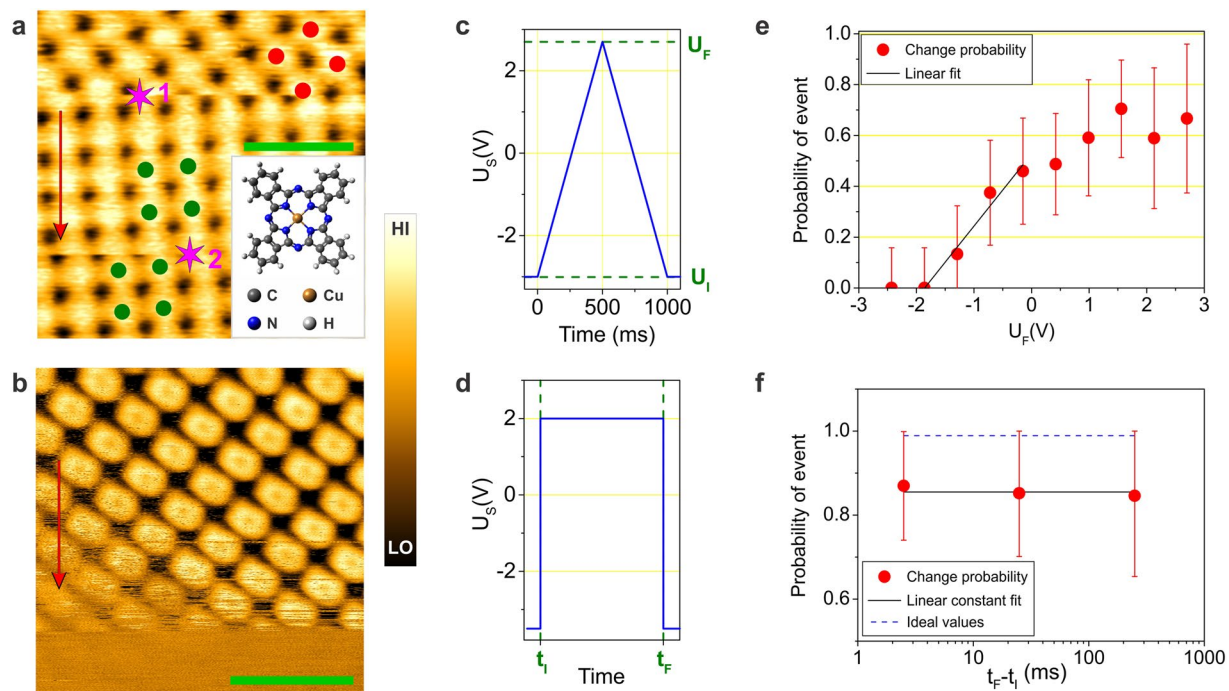 a
1
2
C
Cu
N
H
HI
LO
b
c
U_S(V)
2
0
-2
U_F
U_I
0
500
1000
Time (ms)
d
U_S(V)
2
0
-2
t_I
t_F
Time
e
Probability of event
1.0
0.8
0.6
0.4
0.2
0.0
Change probability
Linear fit
-3 -2 -1 0 1 2 3
U_F(V)
f
Probability of event
1.0
0.8
0.6
Change probability
Linear constant fit
Ideal values
1 10 100 1000
t_F-t_I (ms)